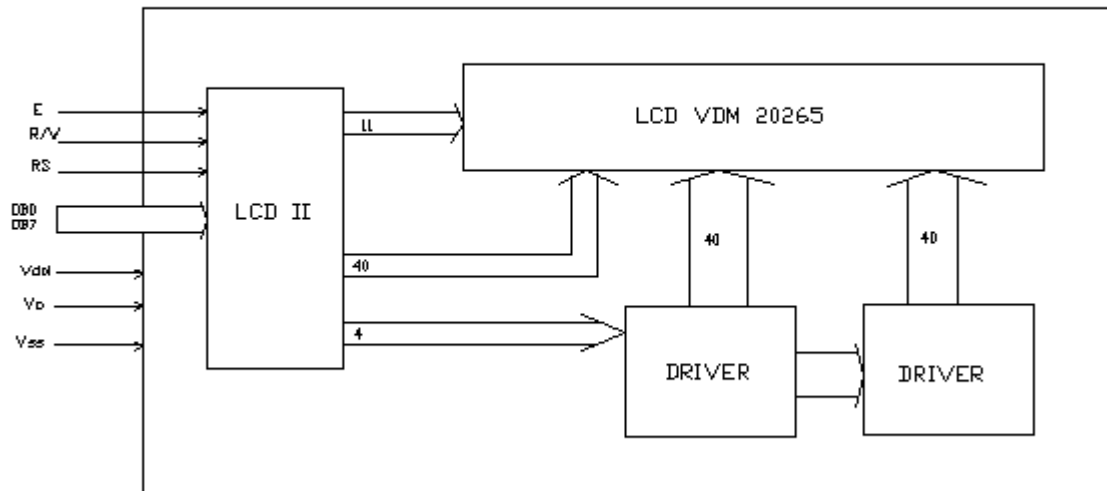 E
R/V
RS
DB0
DB7
Vdd
Vo
Vss
LCD II
11
40
4
LCD VDM 20265
40
40
DRIVER
DRIVER